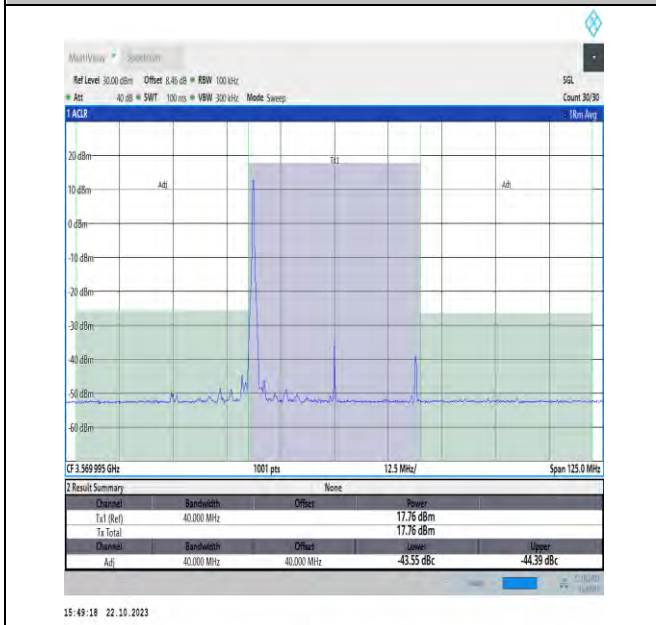 MultiView Spectrum
Ref Level 30.00 dBm Offset 8.45 dB RBW 100 kHz SGL
Att 40 dB SWT 100 ms VBW 300 kHz Mode Sweep Count 30/30
1 ACLR 1Rm Avg
Tx1
20 dBm
Adj Adj
10 dBm
0 dBm
-10 dBm
-20 dBm
-30 dBm
-40 dBm
-50 dBm
-60 dBm
CF 3.569 995 GHz 1001 pts 12.5 MHz/ Span 125.0 MHz
2 Result Summary None
Channel Bandwidth Offset Power
Tx1 (Ref) 40.000 MHz 17.76 dBm
Tx Total 17.76 dBm
Channel Bandwidth Offset Lower Upper
Adj 40.000 MHz 40.000 MHz -43.55 dBc -44.39 dBc
15:49:18 22.10.2023